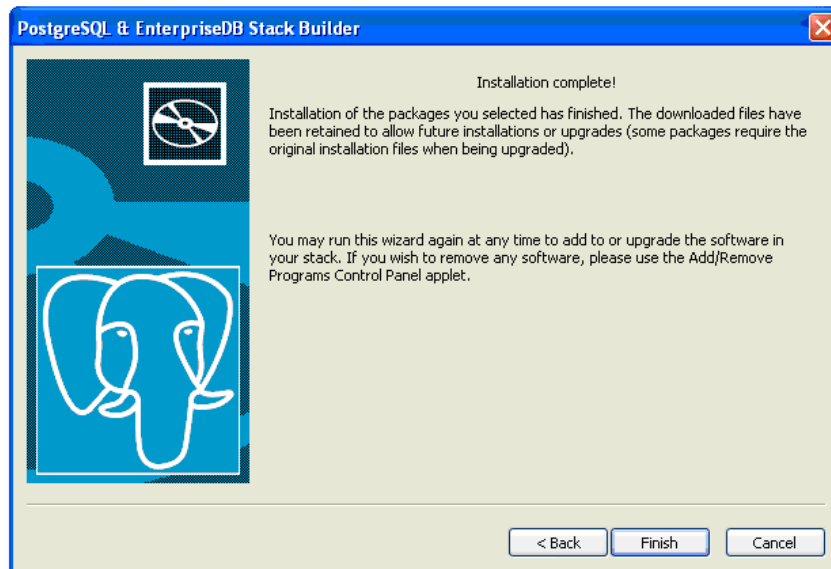 PostgreSQL & EnterpriseDB Stack Builder
Installation complete!
Installation of the packages you selected has finished. The downloaded files have
been retained to allow future installations or upgrades (some packages require the
original installation files when being upgraded).
You may run this wizard again at any time to add to or upgrade the software in
your stack. If you wish to remove any software, please use the Add/Remove
Programs Control Panel applet.
< Back
Finish
Cancel